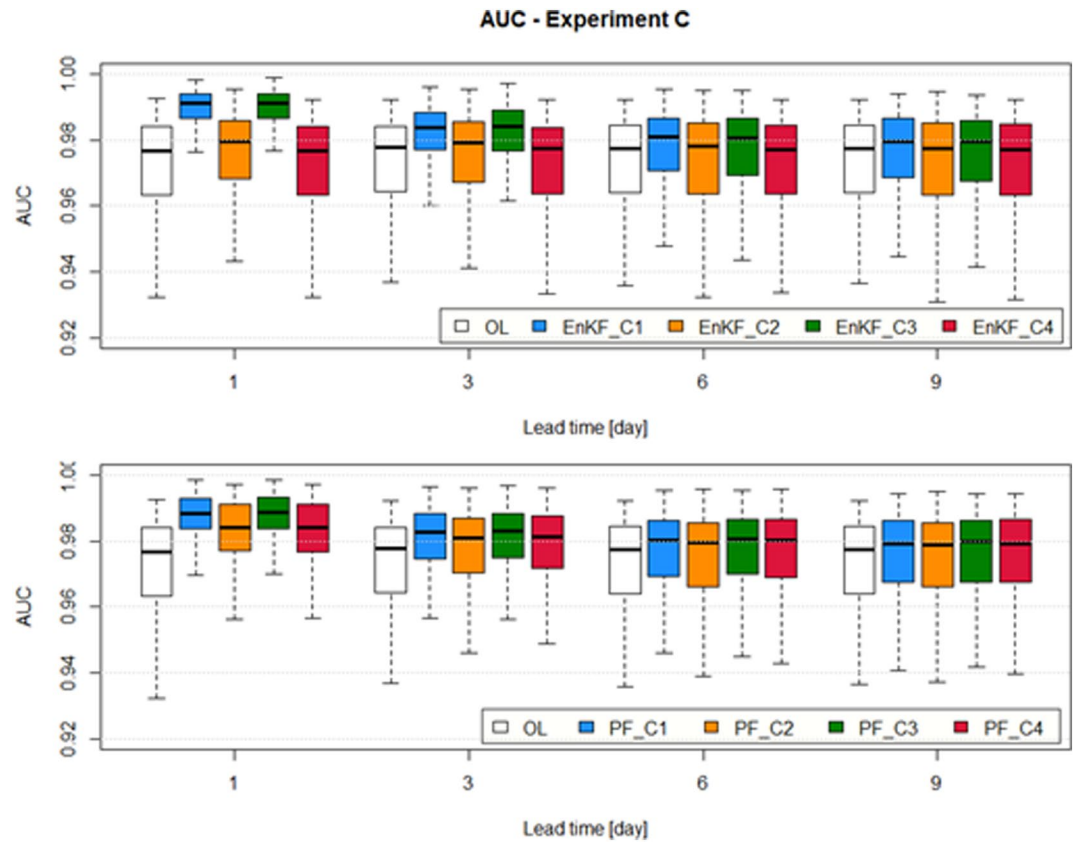 AUC - Experiment C
1.00
0.98
0.96
0.94
0.92
AUC
OL EnKF_C1 EnKF_C2 EnKF_C3 EnKF_C4
1 3 6 9
Lead time [day]
1.00
0.98
0.96
0.94
0.92
AUC
OL PF_C1 PF_C2 PF_C3 PF_C4
1 3 6 9
Lead time [day]